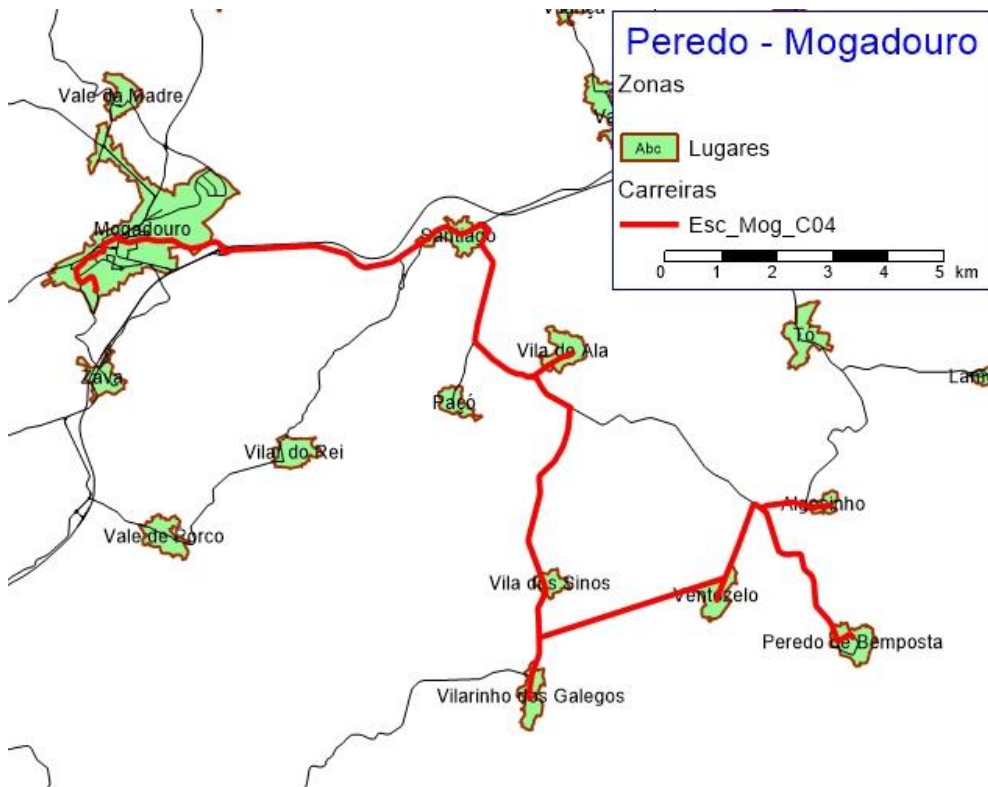 Peredo - Mogadouro
Zonas
Abc Lugares
Carreiras
Esc_Mog_C04
0 1 2 3 4 5 km
Vale da Madre
Mogadouro
Santiago
Vila de Ala
Tó
Zava
Paçó
Vilar do Rei
Algosinho
Vale de Porco
Vila dos Sinos
Ventozelo
Peredo de Bemposta
Vilarinho dos Galegos